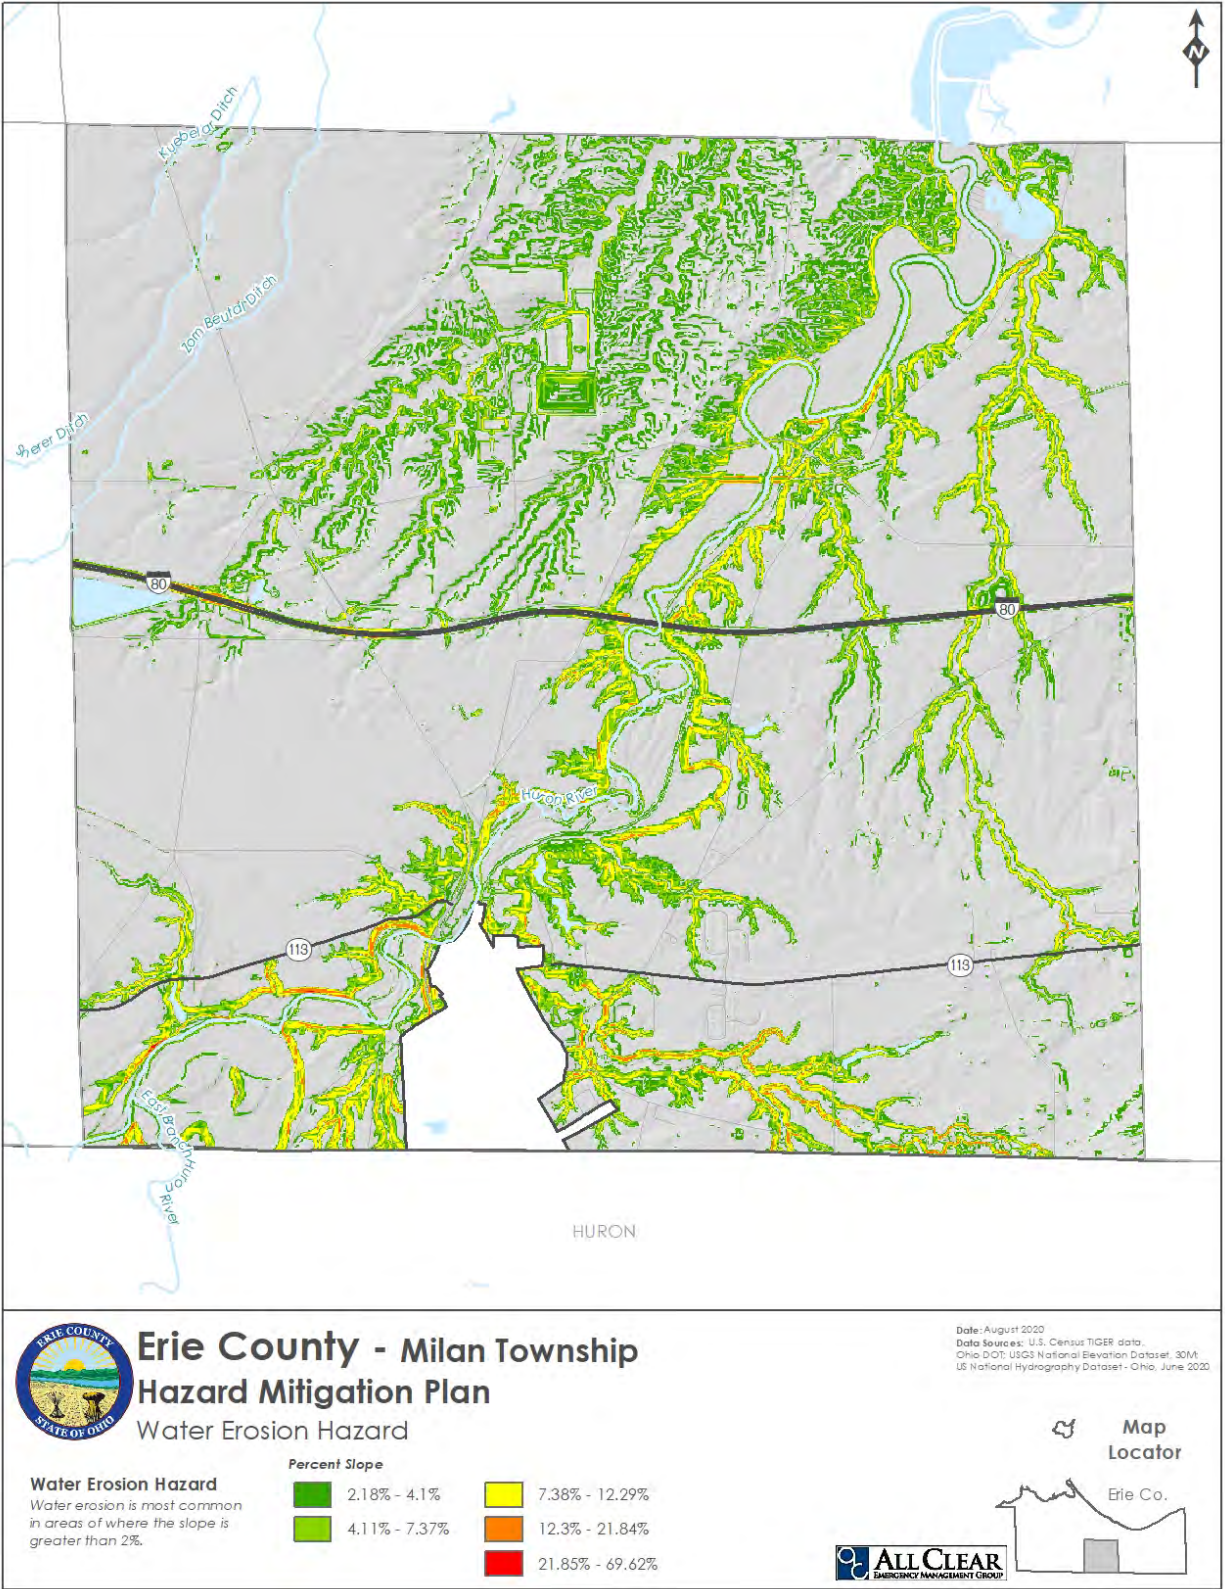 N
Kuebelar Ditch
Zorn Beutar Ditch
Sherer Ditch
80
80
Huron River
113
113
East Branch Huron River
HURON
ERIE COUNTY
STATE OF OHIO
Erie County - Milan Township
Hazard Mitigation Plan
Water Erosion Hazard
Date: August 2020
Data Sources: U.S. Census TIGER data,
Ohio DOT; USGS National Elevation Dataset, 30M;
US National Hydrography Dataset - Ohio, June 2020
Water Erosion Hazard
Water erosion is most common
in areas of where the slope is
greater than 2%.
Percent Slope
2.18% - 4.1%
4.11% - 7.37%
7.38% - 12.29%
12.3% - 21.84%
21.85% - 69.62%
Map
Locator
Erie Co.
ALL CLEAR
EMERGENCY MANAGEMENT GROUP